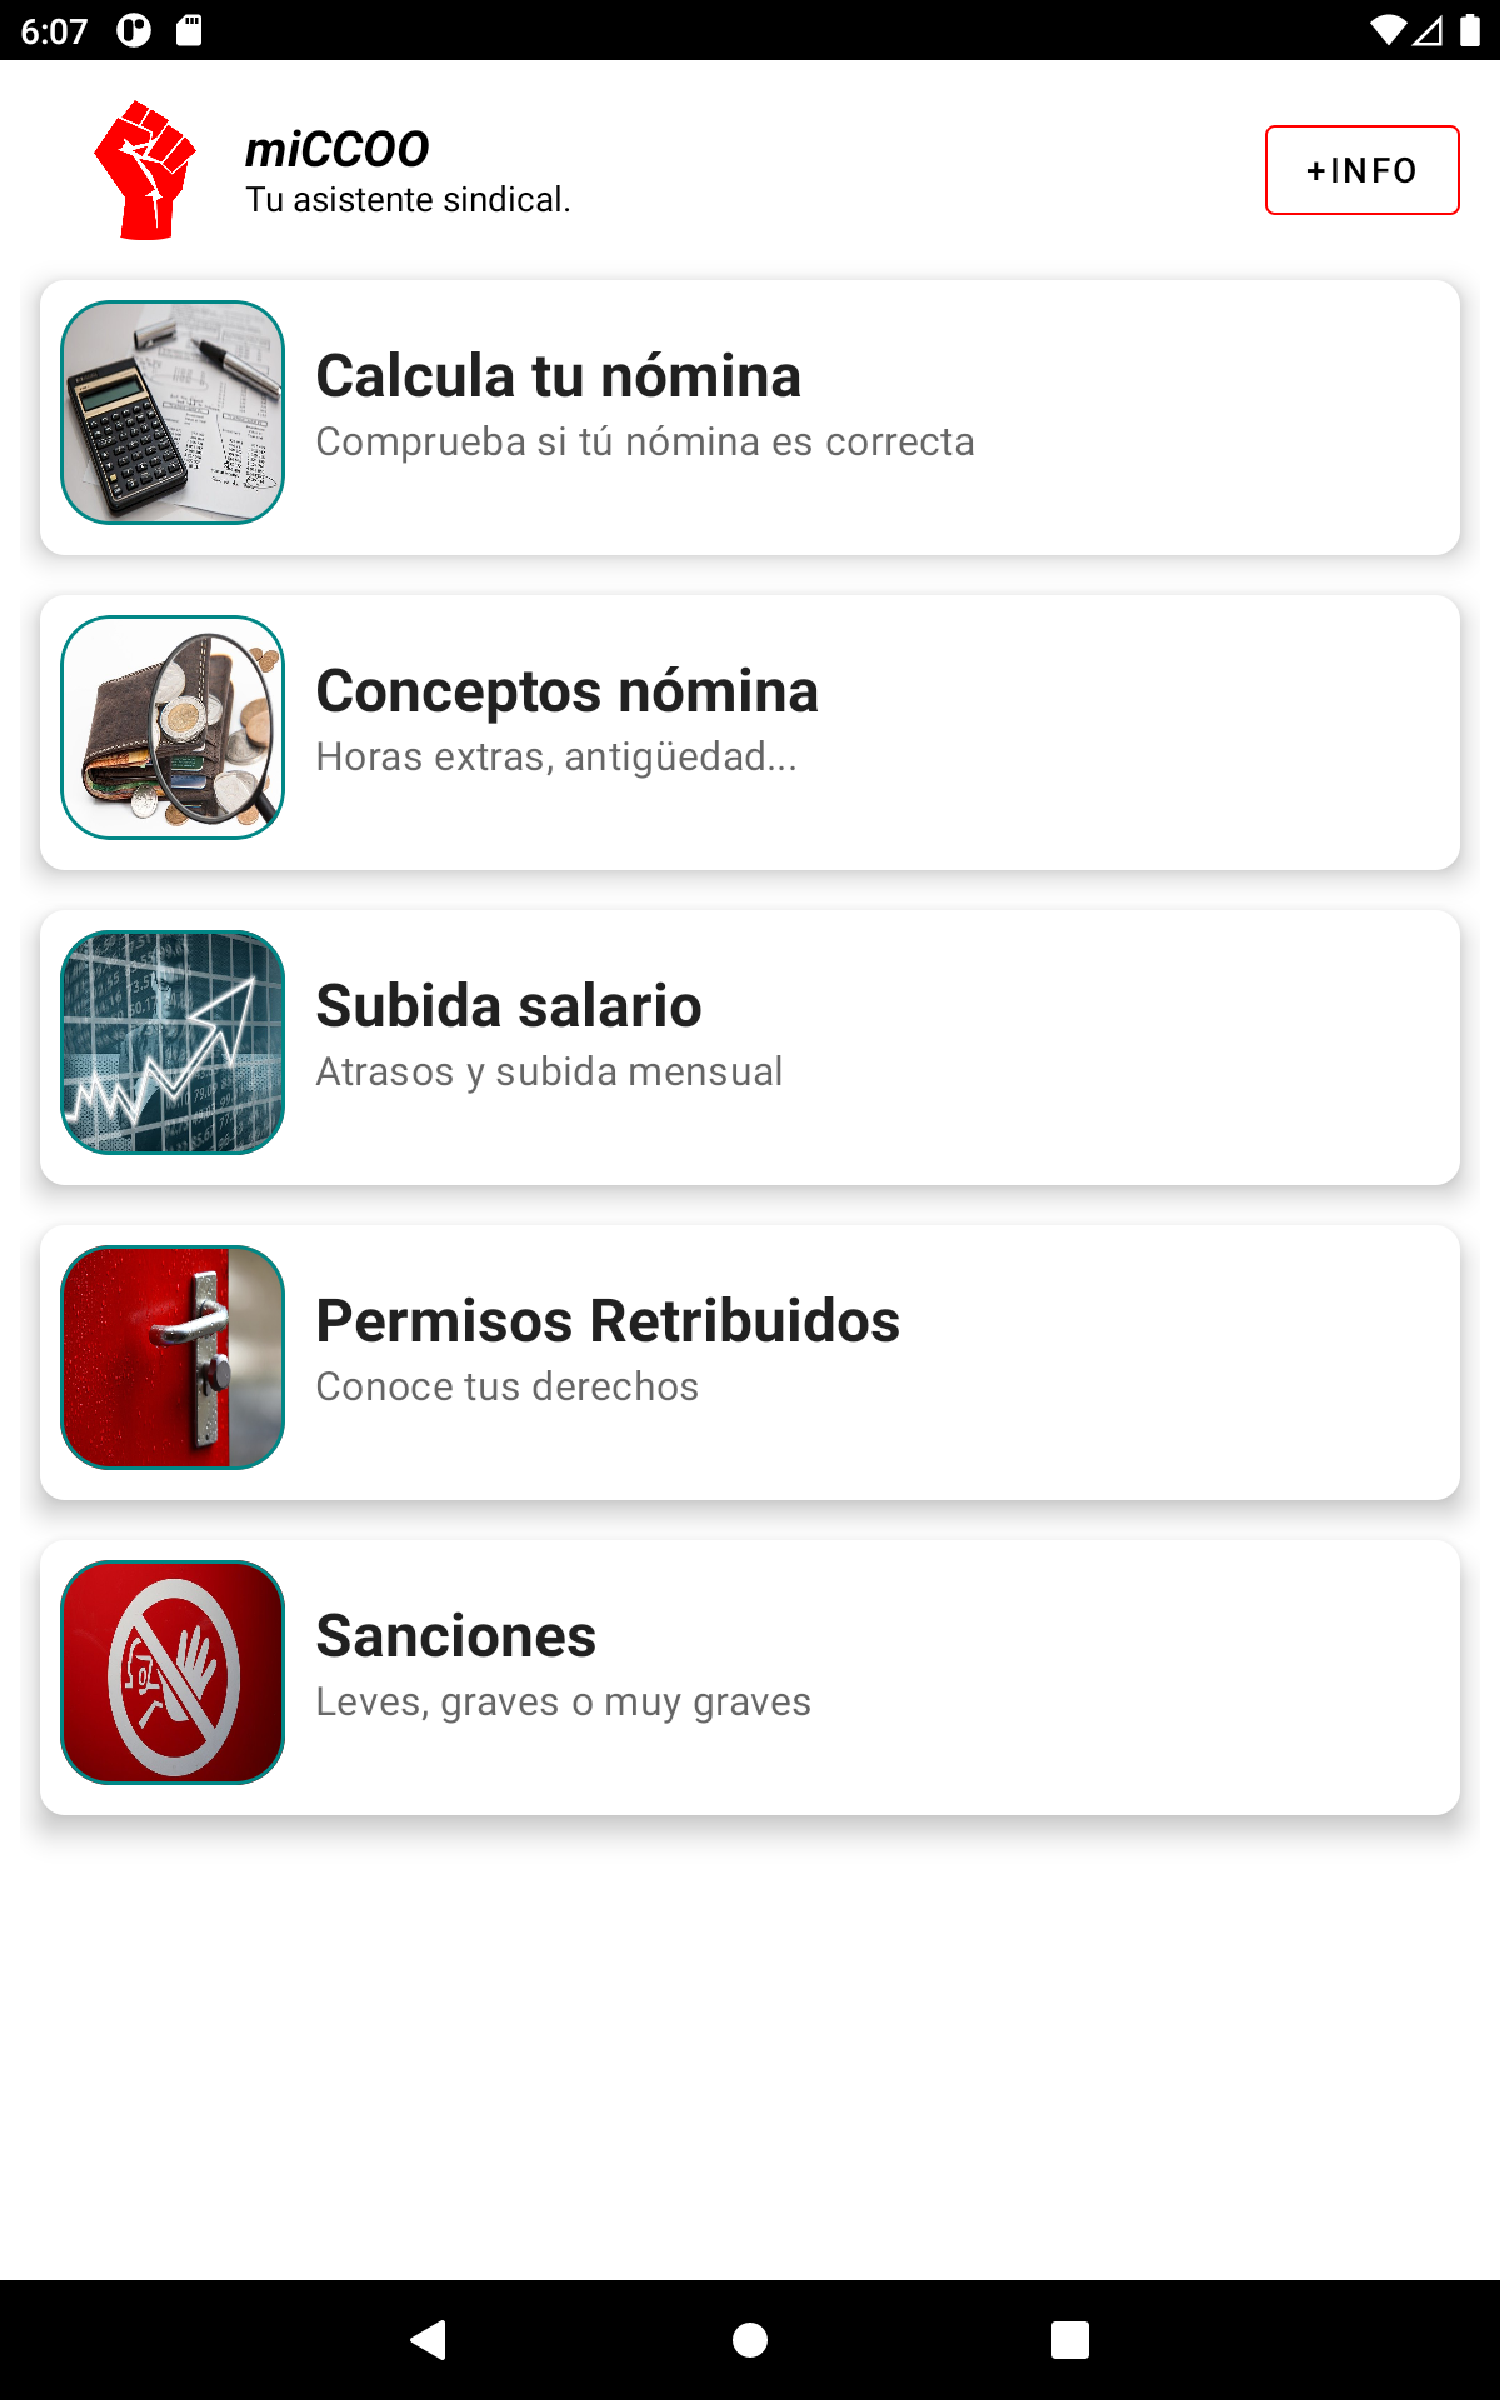 6:07
miCCOO
Tu asistente sindical.
+INFO
Calcula tu nómina
Comprueba si tú nómina es correcta
Conceptos nómina
Horas extras, antigüedad...
Subida salario
Atrasos y subida mensual
Permisos Retribuidos
Conoce tus derechos
Sanciones
Leves, graves o muy graves